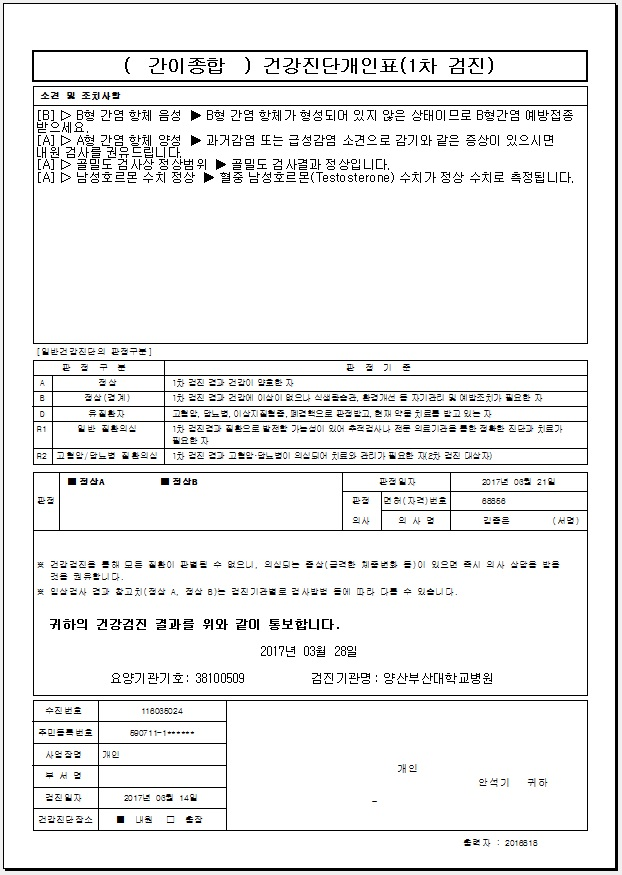 ( 간이종합 ) 건강진단개인표(1차 검진)
소견 및 조치사항
[B] ▷ B형 간염 항체 음성 ▶ B형 간염 항체가 형성되어 있지 않은 상태이므로 B형간염 예방접종
받으세요.
[A] ▷ A형 간염 항체 양성 ▶ 과거감염 또는 급성감염 소견으로 감기와 같은 증상이 있으시면
내원 검사를 권유드립니다.
[A] ▷ 골밀도 검사상 정상범위 ▶ 골밀도 검사결과 정상입니다.
[A] ▷ 남성호르몬 수치 정상 ▶ 혈중 남성호르몬(Testosterone) 수치가 정상 수치로 측정됩니다.
[일반건강진단의 판정구분]
판 정 구 분 판 정 기 준
A 정상 1차 검진 결과 건강이 양호한 자
B 정상(경계) 1차 검진 결과 건강에 이상이 없으나 식생활습관, 환경개선 등 자기관리 및 예방조치가 필요한 자
D 유질환자 고혈압, 당뇨병, 이상지질혈증, 폐결핵으로 판정받고, 현재 약물 치료를 받고 있는 자
R1 일반 질환의심 1차 검진결과 질환으로 발전할 가능성이 있어 추적검사나 전문 의료기관을 통한 정확한 진단과 치료가
필요한 자
R2 고혈압/당뇨병 질환의심 1차 검진 결과 고혈압·당뇨병이 의심되어 치료와 관리가 필요한 자(2차 검진 대상자)
판정 ■ 정상A ■ 정상B
판정일자 2017년 03월 21일
판정 면허(자격)번호 68856
의사 의 사 명 (서명)
※ 건강검진을 통해 모든 질환이 판별될 수 없으니, 의심되는 증상(급격한 체중변화 등)이 있으면 즉시 의사 상담을 받을
것을 권유합니다.
※ 임상검사 결과 참고치(정상 A, 정상 B)는 검진기관별로 검사방법 등에 따라 다를 수 있습니다.
귀하의 건강검진 결과를 위와 같이 통보합니다.
2017년 03월 28일
요양기관기호: 38100509 검진기관명 : 양산부산대학교병원
수진번호 116035024
주민등록번호 690711-1******
사업장명 개인
부 서 명
검진일자 2017년 03월 14일
건강진단장소 ■ 내원 □ 출장
개인
안석기 귀하
–
출력자 : 2016818